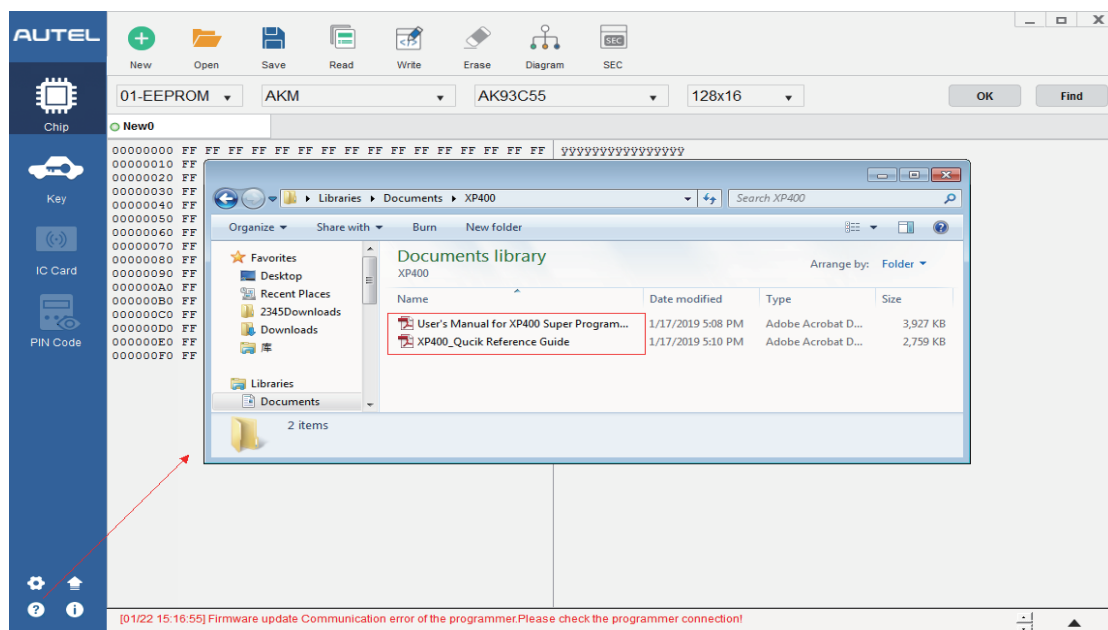 AUTEL
New Open Save Read Write Erase Diagram SEC
SEC
01-EEPROM AKM AK93C55 128x16 OK Find
Chip
Key
IC Card
PIN Code
New0
00000000 FF FF FF FF FF FF FF FF FF FF FF FF FF FF FF FF ÿÿÿÿÿÿÿÿÿÿÿÿÿÿÿÿ
00000010 FF
00000020 FF
00000030 FF
00000040 FF
00000050 FF
00000060 FF
00000070 FF
00000080 FF
00000090 FF
000000A0 FF
000000B0 FF
000000C0 FF
000000D0 FF
000000E0 FF
000000F0 FF
Libraries Documents XP400
Search XP400
Organize Share with Burn New folder
Favorites
Desktop
Recent Places
2345Downloads
Downloads
库
Libraries
Documents
Documents library
XP400
Arrange by: Folder
Name Date modified Type Size
User's Manual for XP400 Super Program... 1/17/2019 5:08 PM Adobe Acrobat D... 3,927 KB
XP400_Qucik Reference Guide 1/17/2019 5:10 PM Adobe Acrobat D... 2,759 KB
2 items
[01/22 15:16:55] Firmware update Communication error of the programmer.Please check the programmer connection!